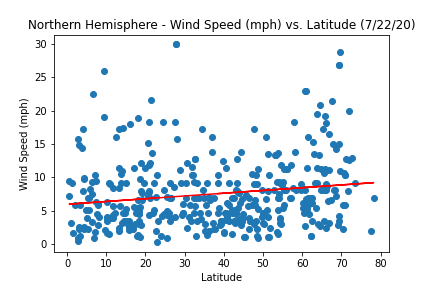 Northern Hemisphere - Wind Speed (mph) vs. Latitude (7/22/20)
Wind Speed (mph)
30
25
20
15
10
5
0
0 10 20 30 40 50 60 70 80
Latitude